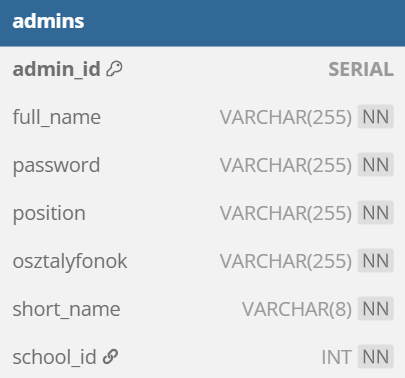 admins
admin_id SERIAL
full_name VARCHAR(255) NN
password VARCHAR(255) NN
position VARCHAR(255) NN
osztalyfonok VARCHAR(255) NN
short_name VARCHAR(8) NN
school_id INT NN